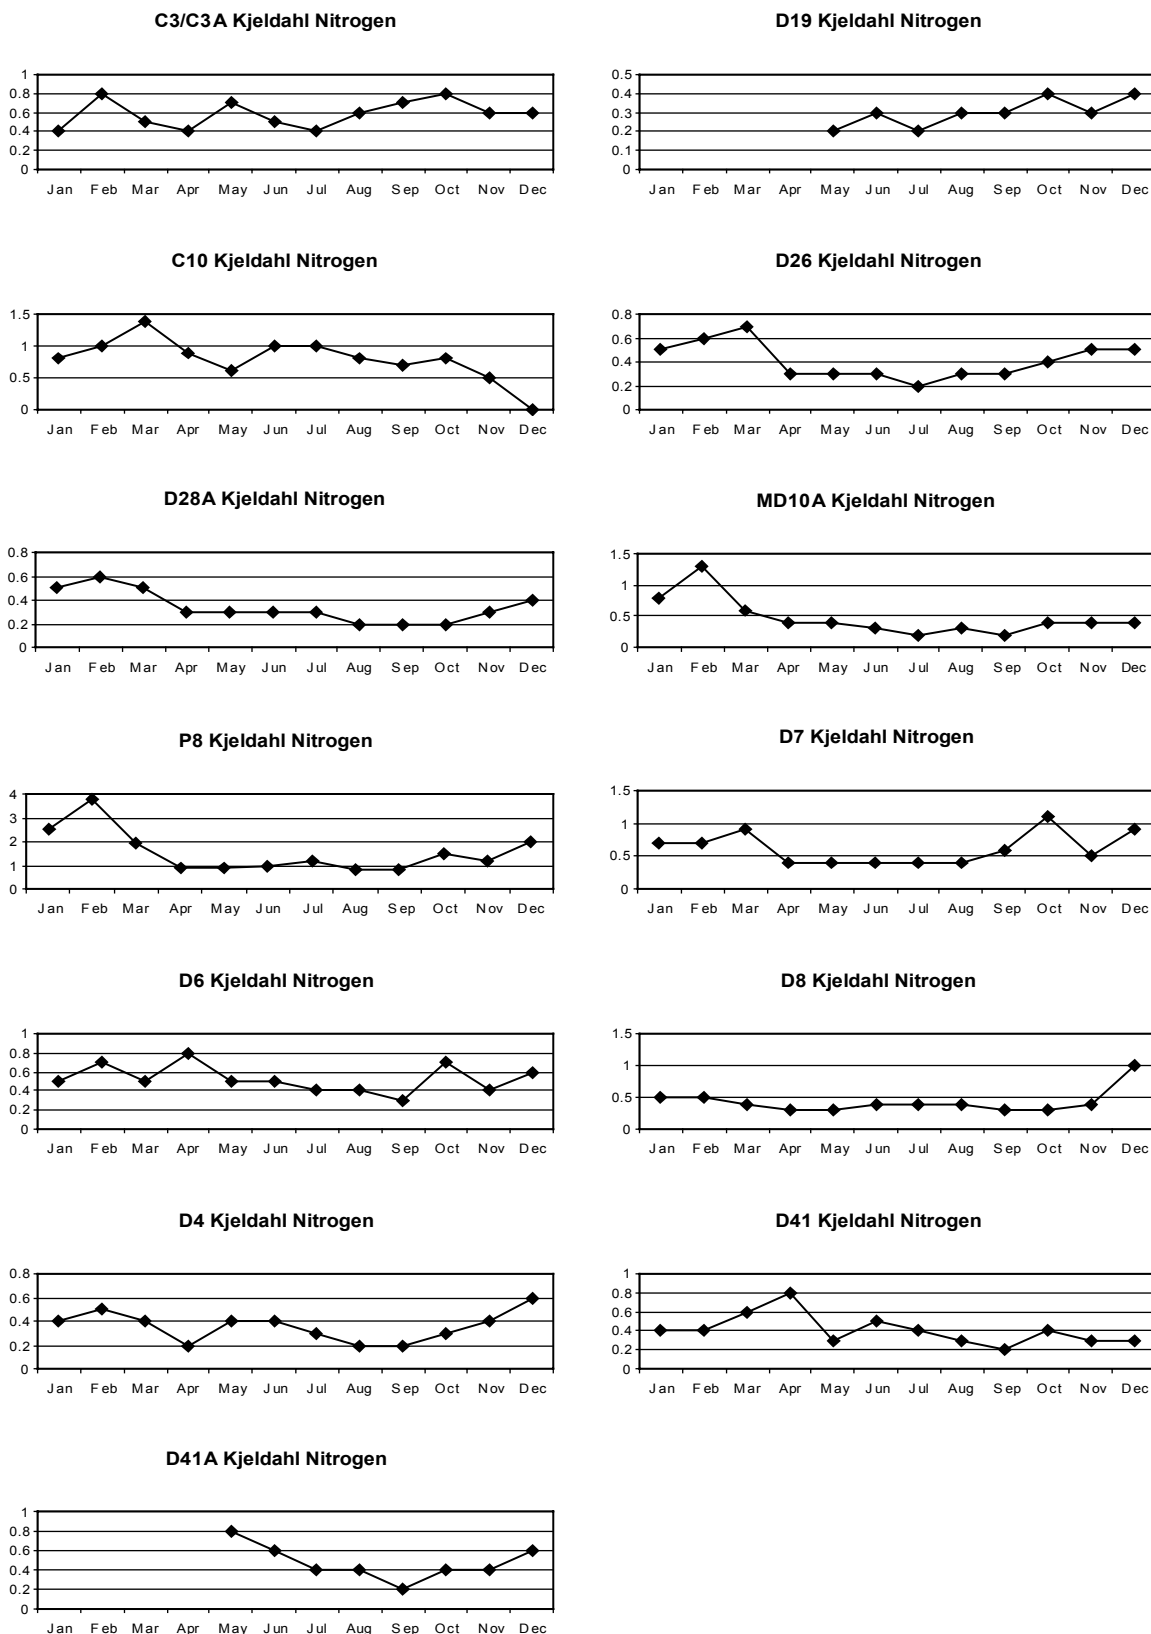 C3/C3A Kjeldahl Nitrogen
1
0.8
0.6
0.4
0.2
0
Jan Feb Mar Apr May Jun Jul Aug Sep Oct Nov Dec
D19 Kjeldahl Nitrogen
0.5
0.4
0.3
0.2
0.1
0
Jan Feb Mar Apr May Jun Jul Aug Sep Oct Nov Dec
C10 Kjeldahl Nitrogen
1.5
1
0.5
0
Jan Feb Mar Apr May Jun Jul Aug Sep Oct Nov Dec
D26 Kjeldahl Nitrogen
0.8
0.6
0.4
0.2
0
Jan Feb Mar Apr May Jun Jul Aug Sep Oct Nov Dec
D28A Kjeldahl Nitrogen
0.8
0.6
0.4
0.2
0
Jan Feb Mar Apr May Jun Jul Aug Sep Oct Nov Dec
MD10A Kjeldahl Nitrogen
1.5
1
0.5
0
Jan Feb Mar Apr May Jun Jul Aug Sep Oct Nov Dec
P8 Kjeldahl Nitrogen
4
3
2
1
0
Jan Feb Mar Apr May Jun Jul Aug Sep Oct Nov Dec
D7 Kjeldahl Nitrogen
1.5
1
0.5
0
Jan Feb Mar Apr May Jun Jul Aug Sep Oct Nov Dec
D6 Kjeldahl Nitrogen
1
0.8
0.6
0.4
0.2
0
Jan Feb Mar Apr May Jun Jul Aug Sep Oct Nov Dec
D8 Kjeldahl Nitrogen
1.5
1
0.5
0
Jan Feb Mar Apr May Jun Jul Aug Sep Oct Nov Dec
D4 Kjeldahl Nitrogen
0.8
0.6
0.4
0.2
0
Jan Feb Mar Apr May Jun Jul Aug Sep Oct Nov Dec
D41 Kjeldahl Nitrogen
1
0.8
0.6
0.4
0.2
0
Jan Feb Mar Apr May Jun Jul Aug Sep Oct Nov Dec
D41A Kjeldahl Nitrogen
1
0.8
0.6
0.4
0.2
0
Jan Feb Mar Apr May Jun Jul Aug Sep Oct Nov Dec